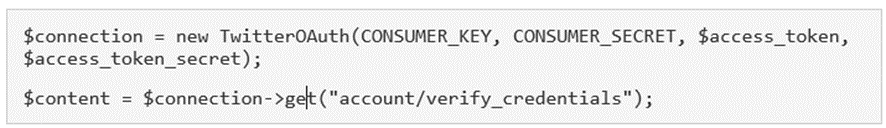 $connection = new TwitterOAuth(CONSUMER_KEY, CONSUMER_SECRET, $access_token,
$access_token_secret);
$content = $connection->get("account/verify_credentials");